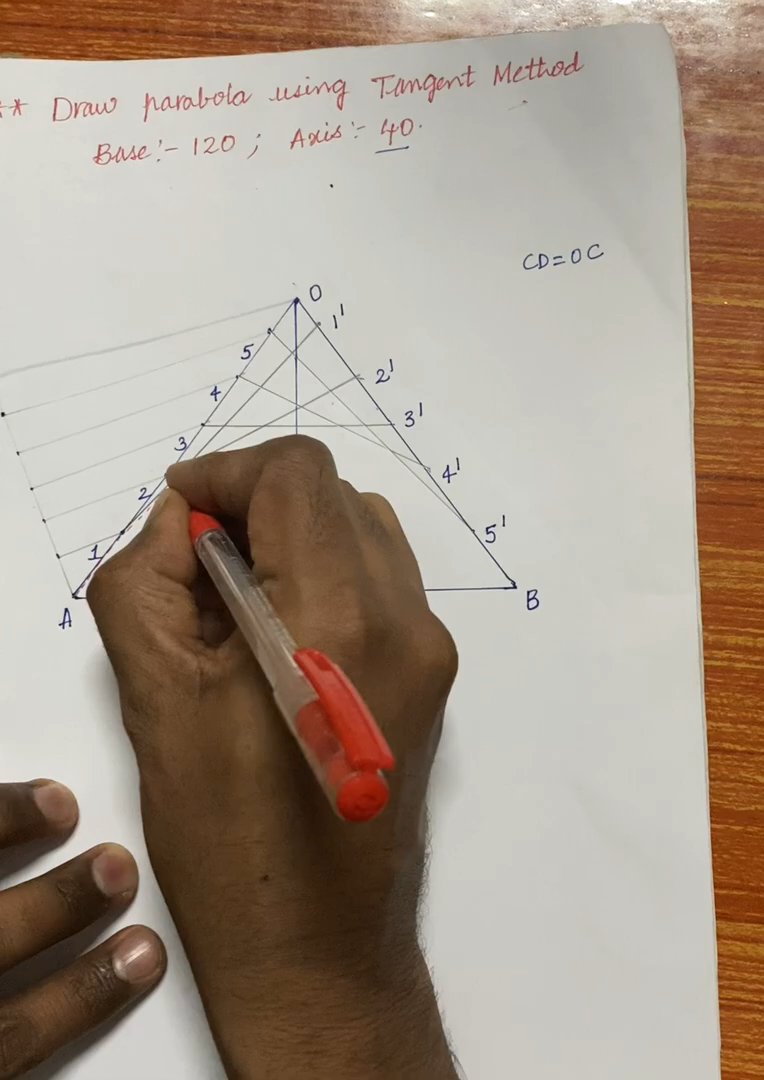 ** Draw parabola using Tangent Method
Base:- 120 ; Axis:- 40.
CD=OC
O
1'
5
2'
4
3'
3
4'
2
5'
1
A
B